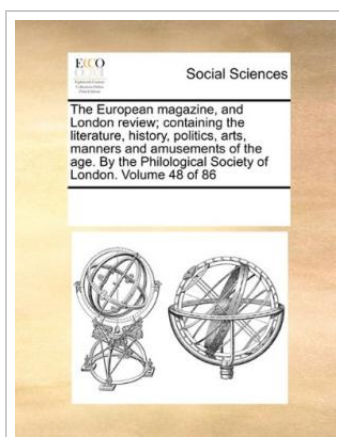 ECCO
Social Sciences
The European magazine, and
London review; containing the
literature, history, politics, arts,
manners and amusements of the
age. By the Philological Society of
London. Volume 48 of 86